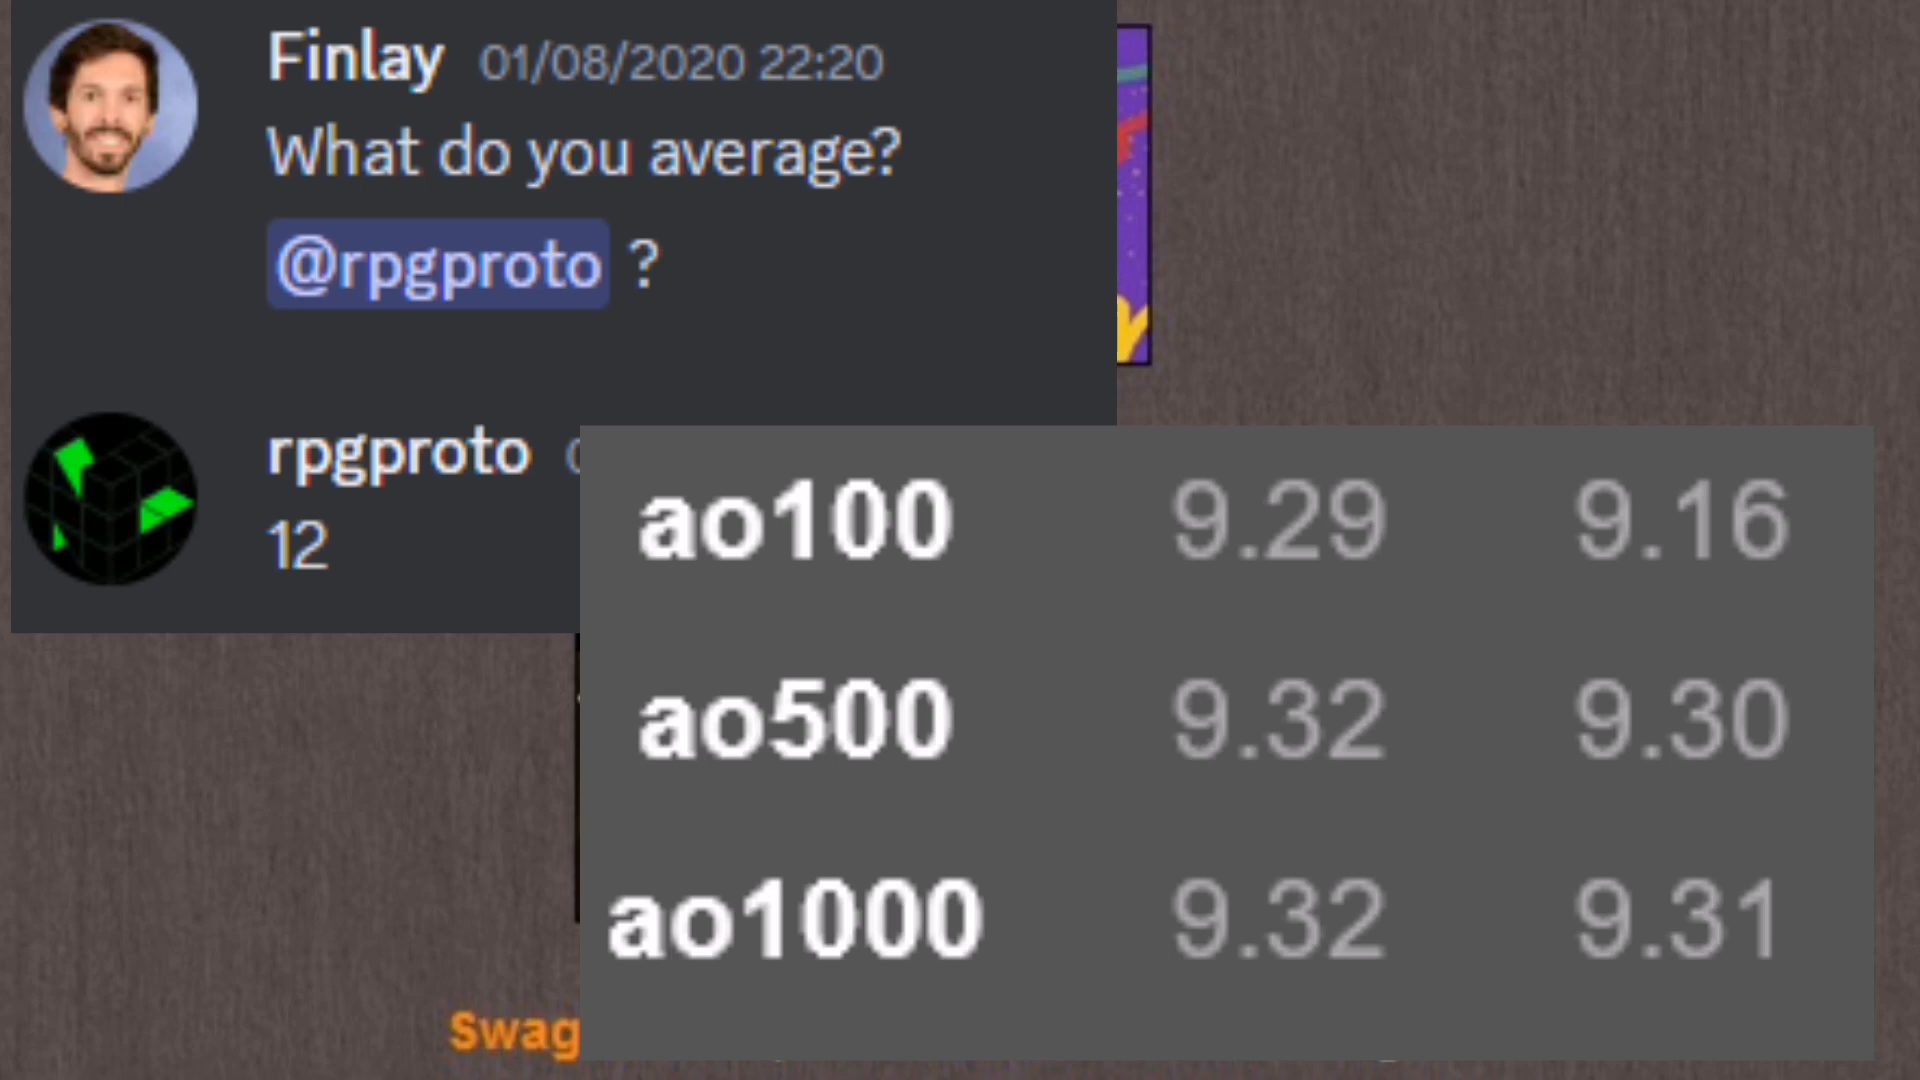 Finlay 01/08/2020 22:20
What do you average?
@rpgproto ?
rpgproto
12
ao100 9.29 9.16
ao500 9.32 9.30
ao1000 9.32 9.31
Swag